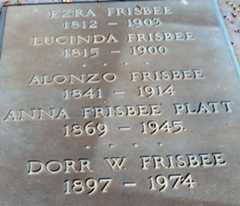 EZRA FRISBEE
1812 - 1903
LUCINDA FRISBEE
1815 - 1900
ALONZO FRISBEE
1841 - 1914
ANNA FRISBEE PLATT
1869 - 1945
DORR W. FRISBEE
1897 - 1974